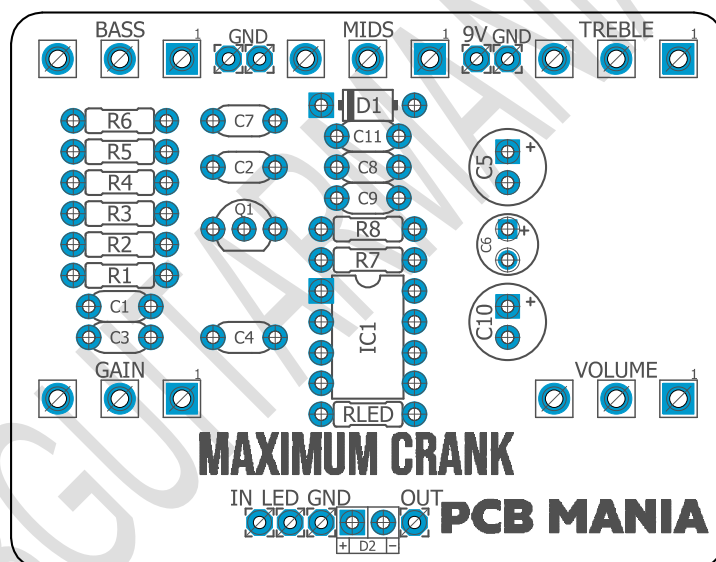 BASS GND MIDS 9V GND TREBLE
1 1 1
D1
R6 C7 C11 C5 +
R5 C2 C8
R4 C9
R3 Q1 R8 C6 +
R2 R7
R1
C1 IC1 C10 +
C3 C4
GAIN VOLUME
1 1
RLED
MAXIMUM CRANK
IN LED GND OUT PCB MANIA
+ D2 −
GUITARMANIA